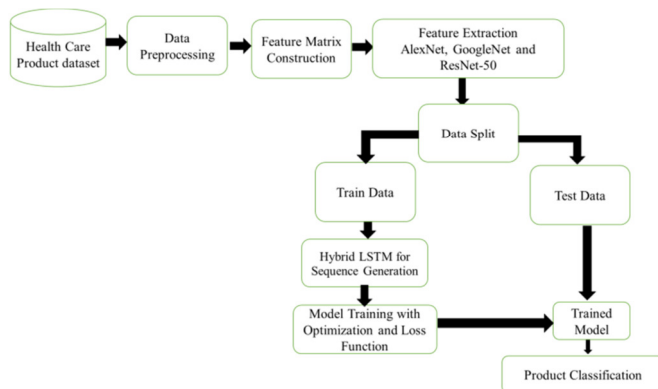 Health Care
Product dataset
Data
Preprocessing
Feature Matrix
Construction
Feature Extraction
AlexNet, GoogleNet and
ResNet-50
Data Split
Train Data
Test Data
Hybrid LSTM for
Sequence Generation
Model Training with
Optimization and Loss
Function
Trained
Model
Product Classification